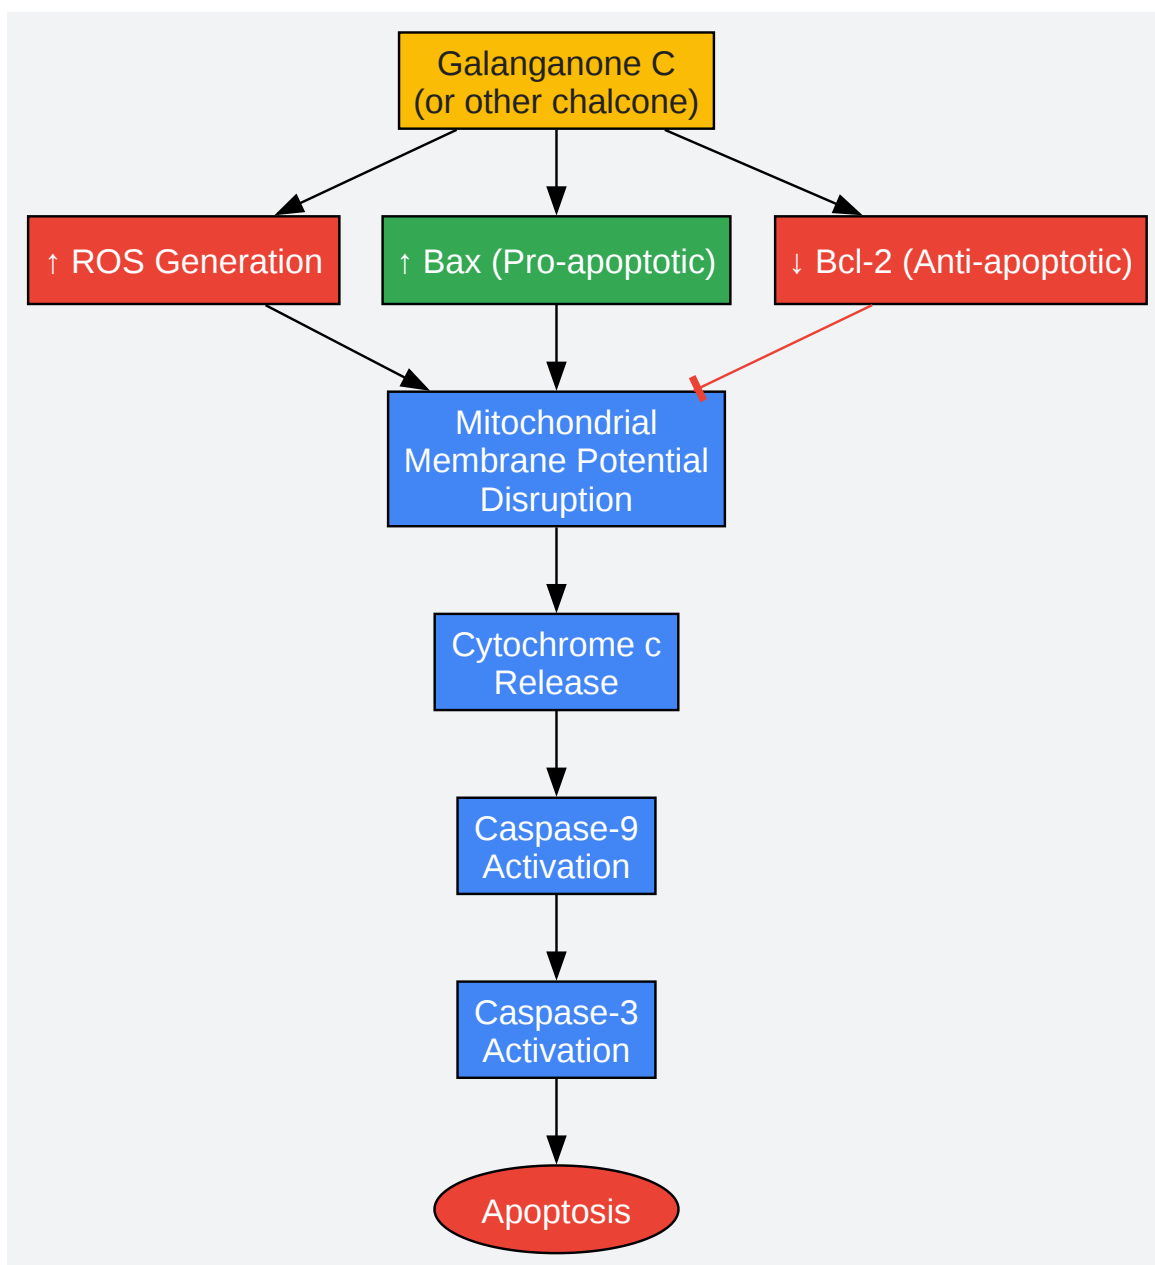 Galanganone C
(or other chalcone)
↑ ROS Generation
↑ Bax (Pro-apoptotic)
↓ Bcl-2 (Anti-apoptotic)
Mitochondrial
Membrane Potential
Disruption
Cytochrome c
Release
Caspase-9
Activation
Caspase-3
Activation
Apoptosis